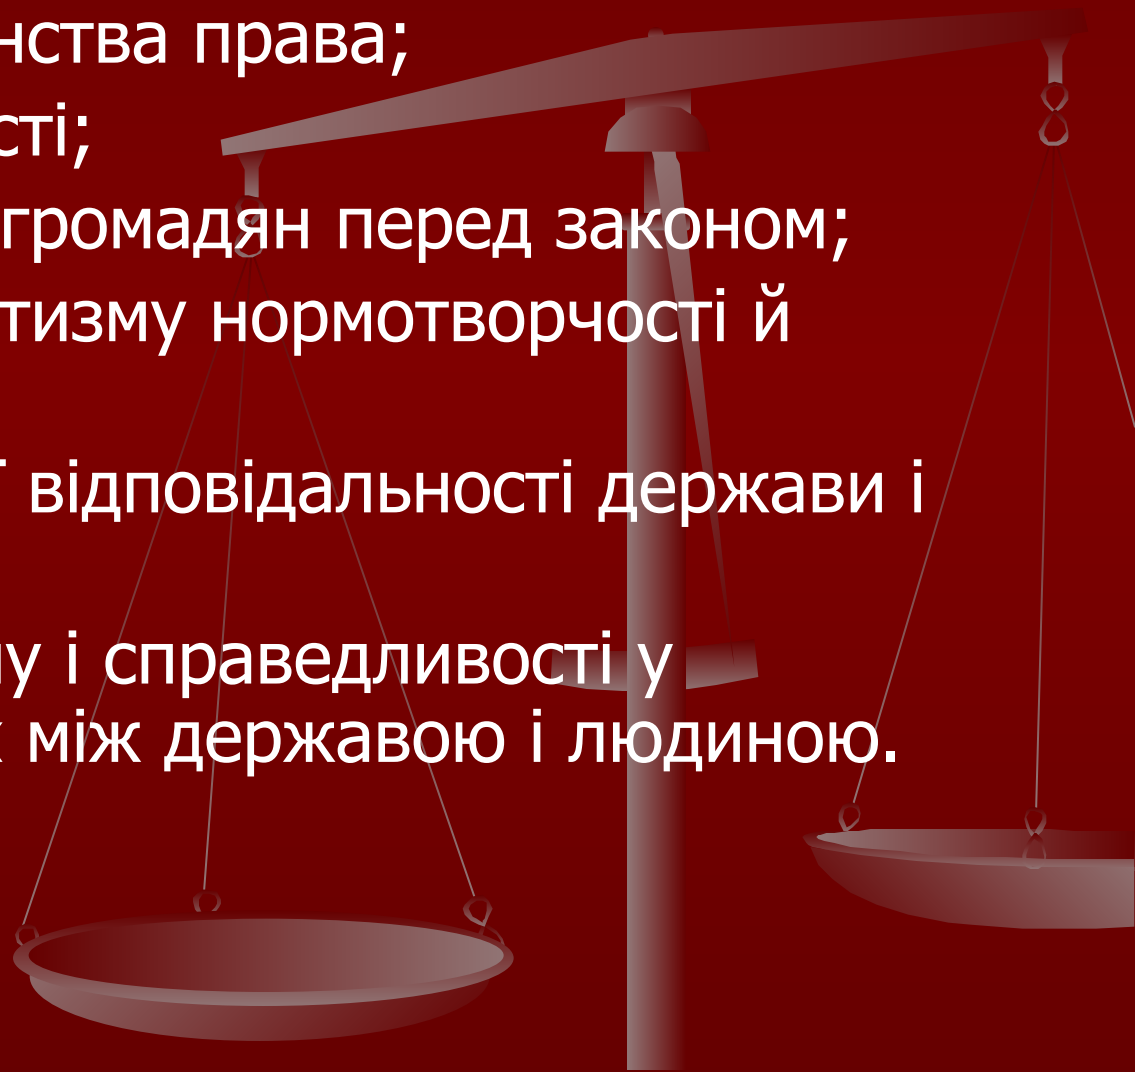 нства права;
сті;
громадян перед законом;
тизму нормотворчості й
ї відповідальності держави і
у і справедливості у
х між державою і людиною.